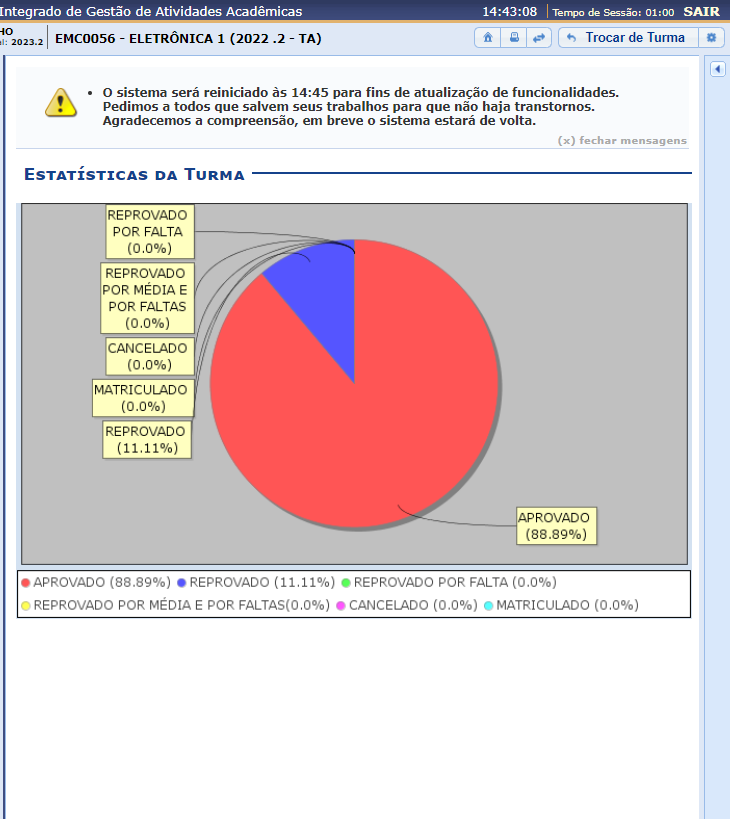 Integrado de Gestão de Atividades Acadêmicas 14:43:08 Tempo de Sessão: 01:00 SAIR
HO
el: 2023.2 EMC0056 - ELETRÔNICA 1 (2022 .2 - TA) Trocar de Turma
• O sistema será reiniciado às 14:45 para fins de atualização de funcionalidades.
Pedimos a todos que salvem seus trabalhos para que não haja transtornos.
Agradecemos a compreensão, em breve o sistema estará de volta.
(x) fechar mensagens
Estatísticas da Turma
REPROVADO
POR FALTA
(0.0%)
REPROVADO
POR MÉDIA E
POR FALTAS
(0.0%)
CANCELADO
(0.0%)
MATRICULADO
(0.0%)
REPROVADO
(11.11%)
APROVADO
(88.89%)
APROVADO (88.89%) REPROVADO (11.11%) REPROVADO POR FALTA (0.0%)
REPROVADO POR MÉDIA E POR FALTAS(0.0%) CANCELADO (0.0%) MATRICULADO (0.0%)